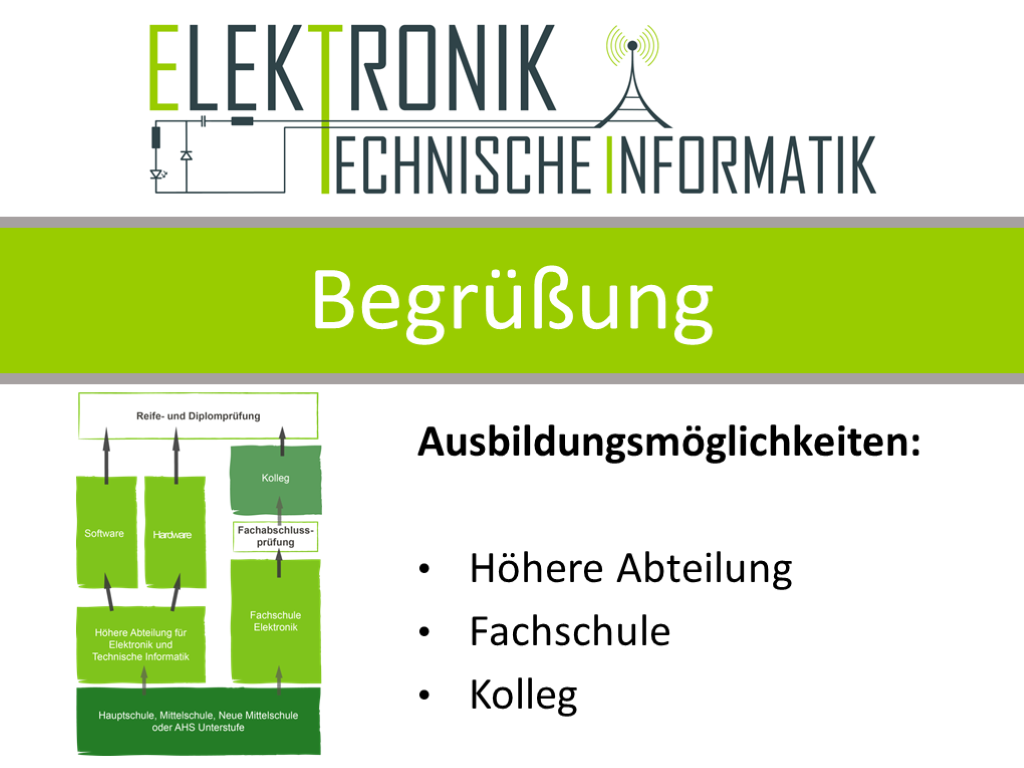 ELEKTRONIK
TECHNISCHE INFORMATIK
Begrüßung
Reife- und Diplomprüfung
Kolleg
Software
Hardware
Fachabschluss-
prüfung
Fachschule
Elektronik
Höhere Abteilung für
Elektronik und
Technische Informatik
Hauptschule, Mittelschule, Neue Mittelschule
oder AHS Unterstufe
Ausbildungsmöglichkeiten:
• Höhere Abteilung
• Fachschule
• Kolleg